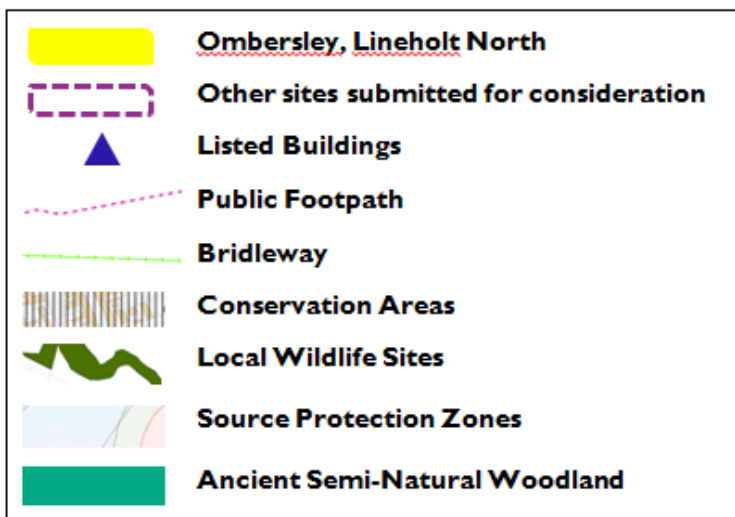 Ombersley, Lineholt North
Other sites submitted for consideration
Listed Buildings
Public Footpath
Bridleway
Conservation Areas
Local Wildlife Sites
Source Protection Zones
Ancient Semi-Natural Woodland